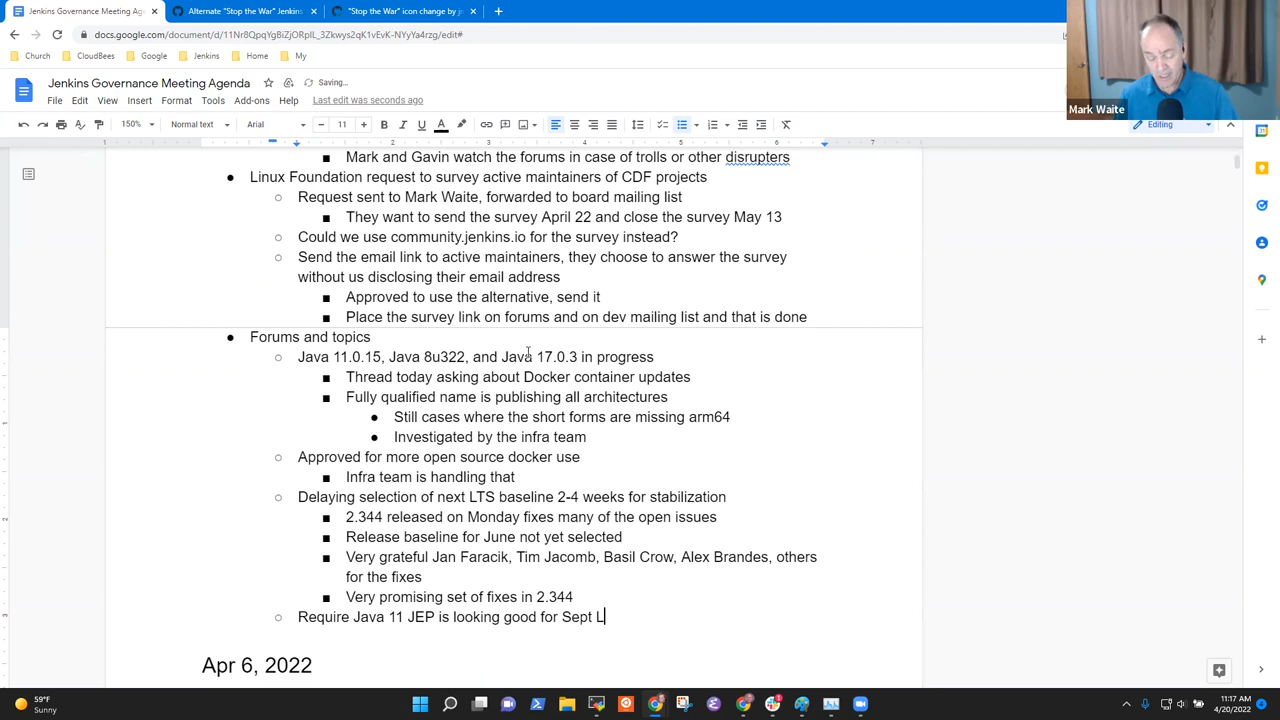 Jenkins Governance Meeting Ag
Alternate "Stop the War" Jenkins
"Stop the War" icon change by jn
docs.google.com/document/d/11Nr8QpqYgBiZjORpIL_3Zkwys2qK1vEvK-NYyYa4rzg/edit#
Church
CloudBees
Google
Jenkins
Home
My
Jenkins Governance Meeting Agenda
Saving...
File Edit View Insert Format Tools Add-ons Help Last edit was seconds ago
150% Normal text Arial 11 Editing
Mark Waite
1 1 2 3 4 5 6 7
Mark and Gavin watch the forums in case of trolls or other disrupters
Linux Foundation request to survey active maintainers of CDF projects
Request sent to Mark Waite, forwarded to board mailing list
They want to send the survey April 22 and close the survey May 13
Could we use community.jenkins.io for the survey instead?
Send the email link to active maintainers, they choose to answer the survey
without us disclosing their email address
Approved to use the alternative, send it
Place the survey link on forums and on dev mailing list and that is done
Forums and topics
Java 11.0.15, Java 8u322, and Java 17.0.3 in progress
Thread today asking about Docker container updates
Fully qualified name is publishing all architectures
Still cases where the short forms are missing arm64
Investigated by the infra team
Approved for more open source docker use
Infra team is handling that
Delaying selection of next LTS baseline 2-4 weeks for stabilization
2.344 released on Monday fixes many of the open issues
Release baseline for June not yet selected
Very grateful Jan Faracik, Tim Jacomb, Basil Crow, Alex Brandes, others
for the fixes
Very promising set of fixes in 2.344
Require Java 11 JEP is looking good for Sept L
Apr 6, 2022
59°F
Sunny
11:17 AM
4/20/2022